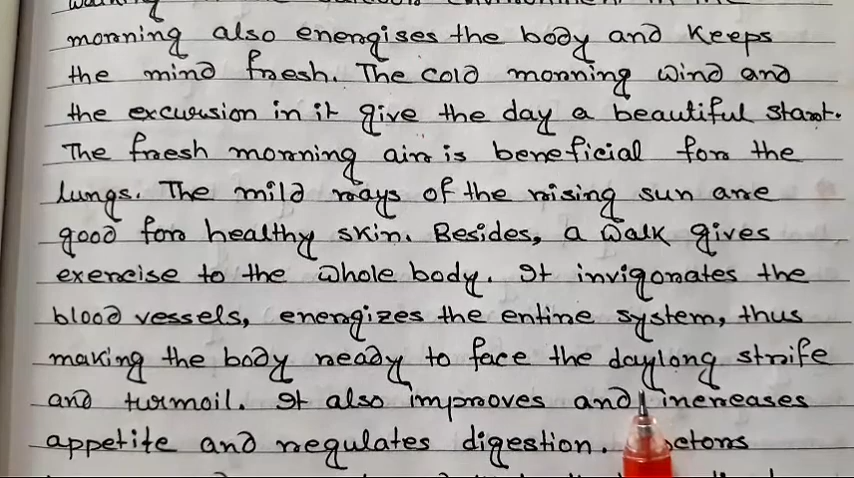 morning also energises the body and keeps
the mind fresh. The cold morning wind and
the excursion in it give the day a beautiful start.
The fresh morning air is beneficial for the
lungs. The mild rays of the rising sun are
good for healthy skin. Besides, a walk gives
exercise to the whole body. It invigorates the
blood vessels, energizes the entire system, thus
making the body ready to face the daylong strife
and turmoil. It also improves and increases
appetite and regulates digestion.